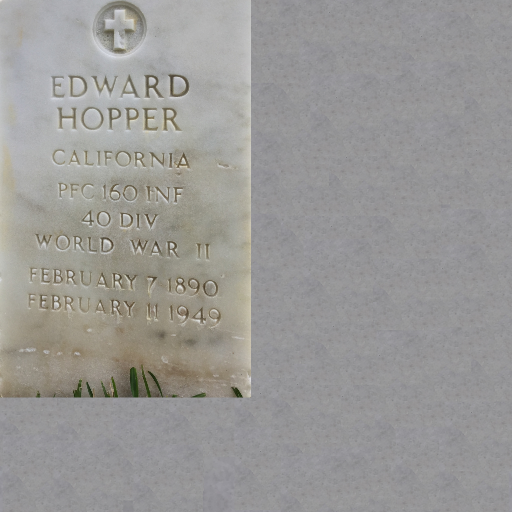 EDWARD
HOPPER
CALIFORNIA
PFC 160 INF
40 DIV
WORLD WAR II
FEBRUARY 7 1890
FEBRUARY 11 1949